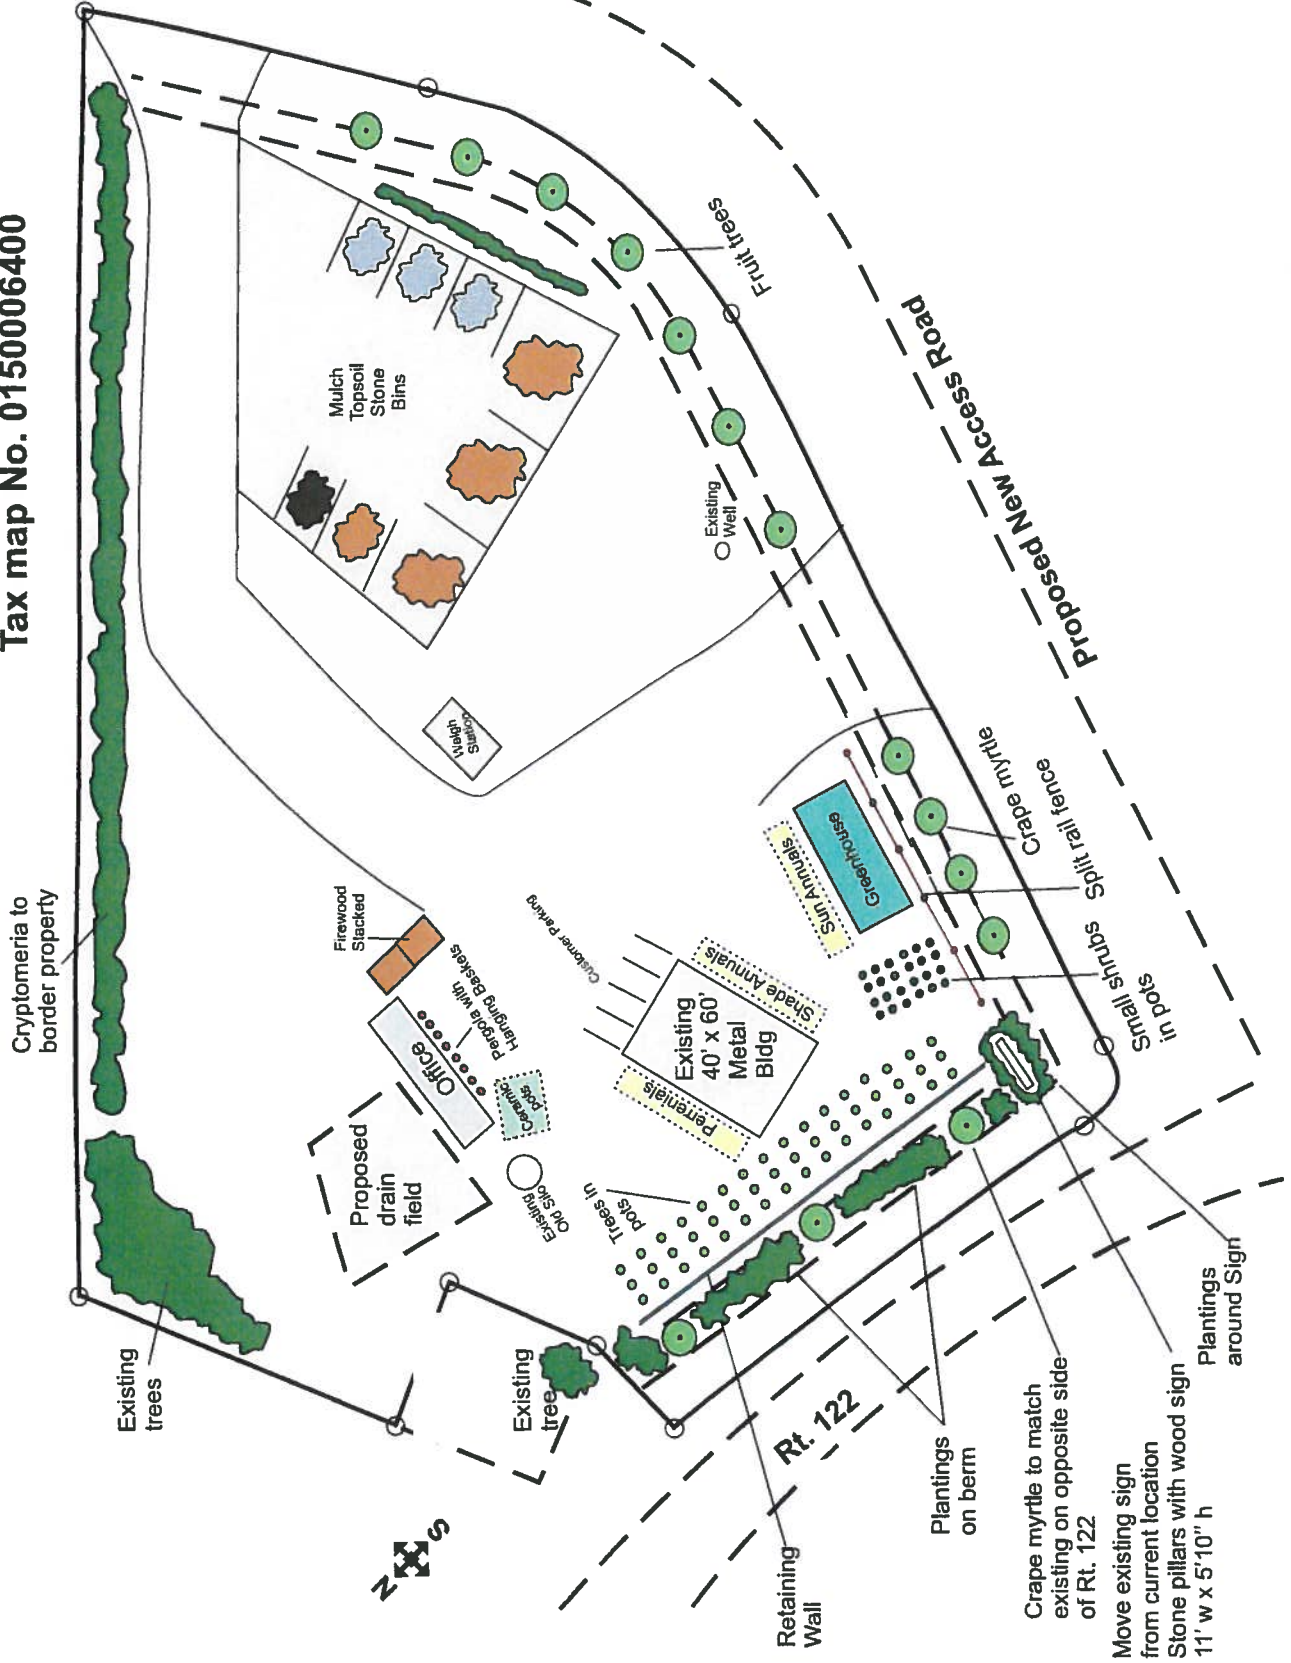 Tax map No. 0150006400
Cryptomeria to
border property
Mulch
Topsoil
Stone
Bins
Fruit trees
Existing
Well
Proposed New Access Road
Weigh
Station
Firewood
Stacked
Customer Parking
Pergola with
Hanging Baskets
Office
Ceramic
pots
Proposed
drain
field
Existing
Old Silo
Sun Annuals
Greenhouse
Crape myrtle
Split rail fence
Small shrubs
in pots
Shade Annuals
Existing
40' x 60'
Metal
Bldg
Perrenials
Trees in
pots
Existing
trees
Existing
tree
N
S
Rt. 122
Retaining
Wall
Plantings
on berm
Crape myrtle to match
existing on opposite side
of Rt. 122
Move existing sign
from current location
Stone pillars with wood sign
11' w x 5'10" h
Plantings
around Sign